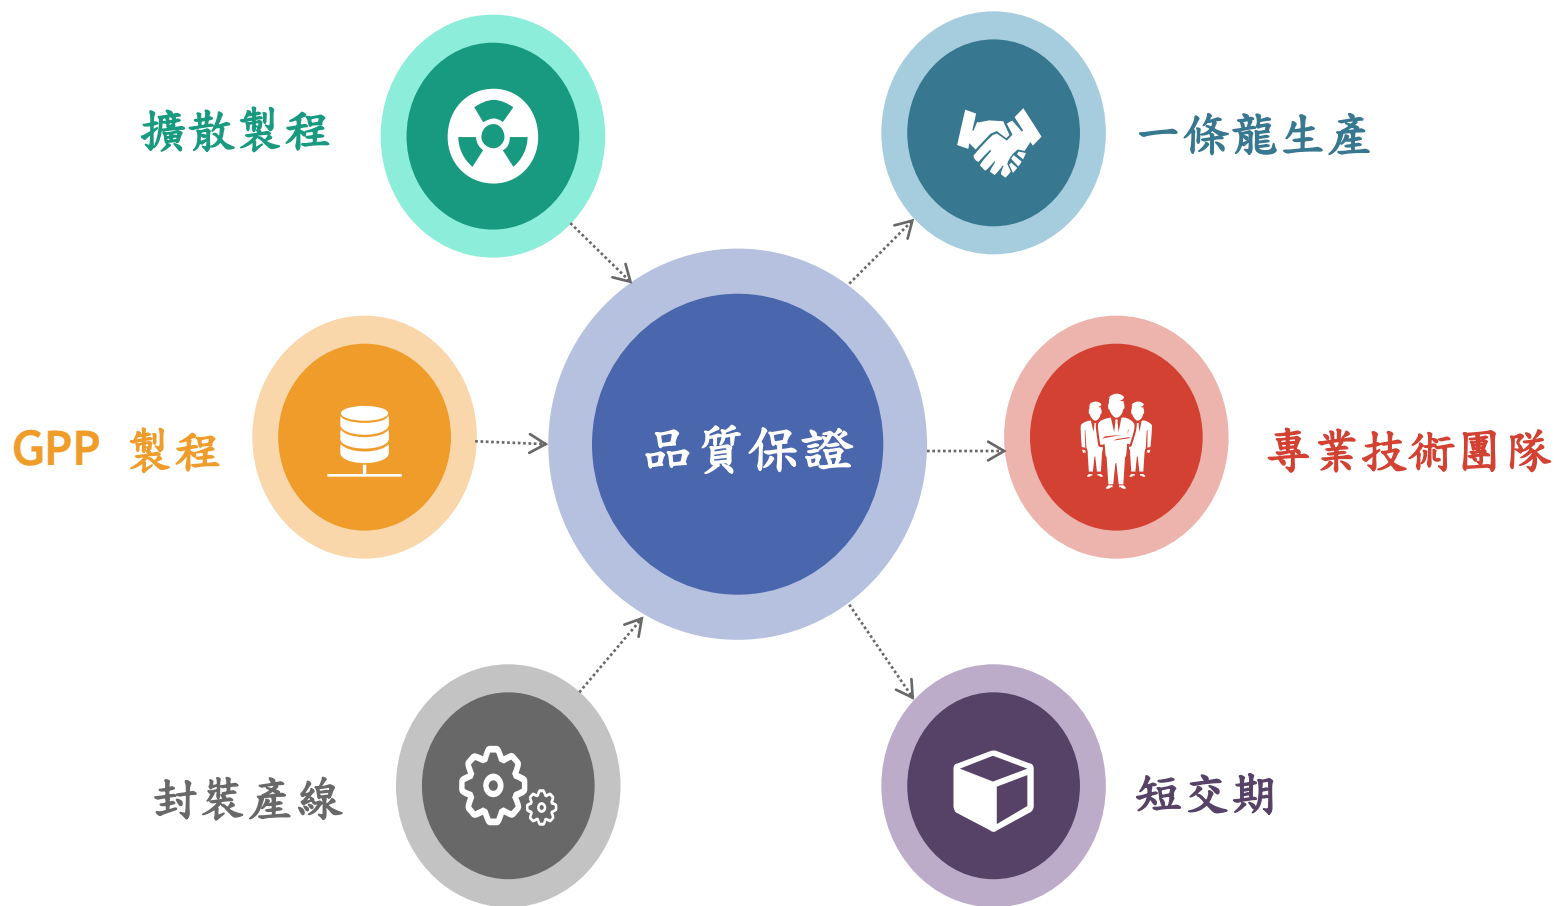 擴散製程
一條龍生產
GPP 製程
品質保證
專業技術團隊
封裝產線
短交期